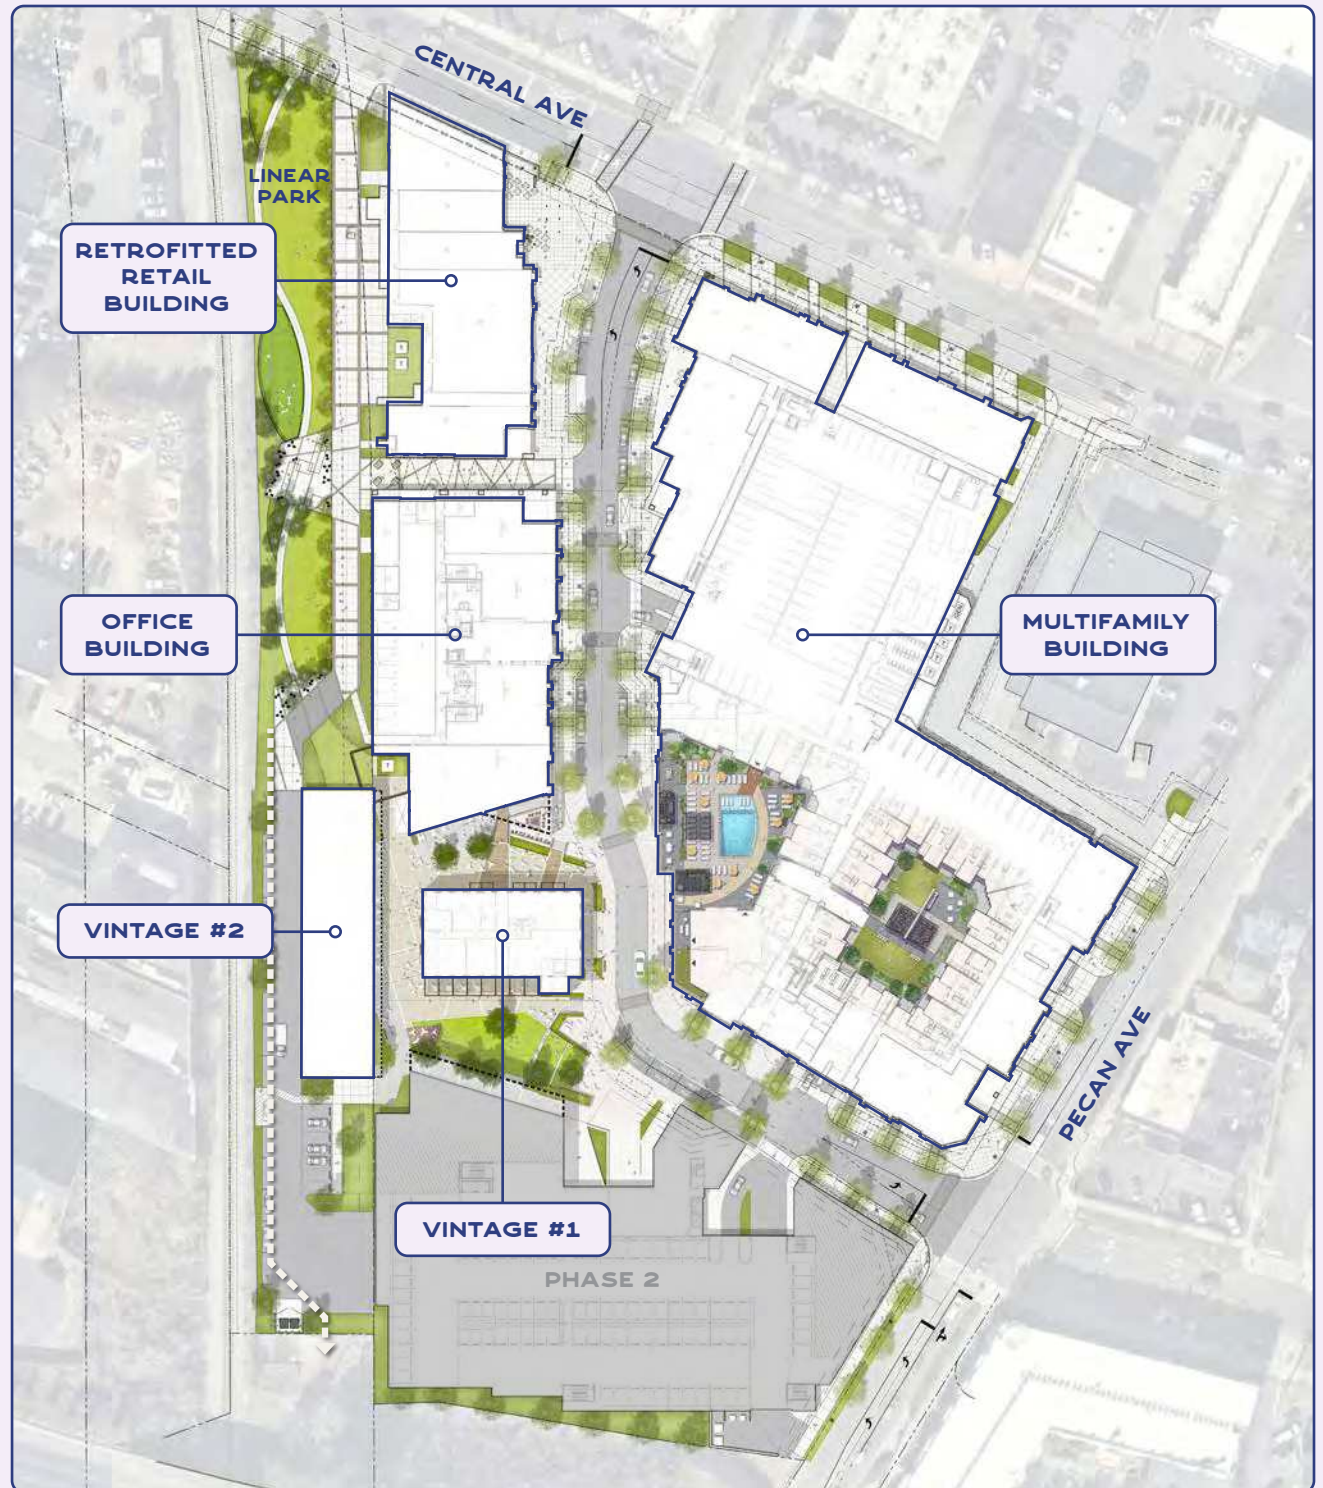 CENTRAL AVE
LINEAR
PARK
RETROFITTED
RETAIL
BUILDING
OFFICE
BUILDING
MULTIFAMILY
BUILDING
VINTAGE #2
PECAN AVE
VINTAGE #1
PHASE 2